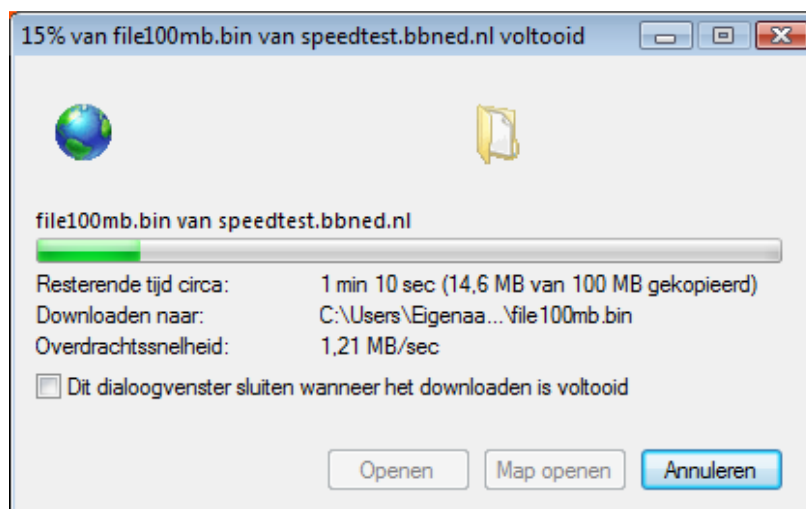 15% van file100mb.bin van speedtest.bbned.nl voltooid
file100mb.bin van speedtest.bbned.nl
Resterende tijd circa: 1 min 10 sec (14,6 MB van 100 MB gekopieerd)
Downloaden naar: C:\Users\Eigenaa...\file100mb.bin
Overdrachtssnelheid: 1,21 MB/sec
Dit dialoogvenster sluiten wanneer het downloaden is voltooid
Openen Map openen Annuleren